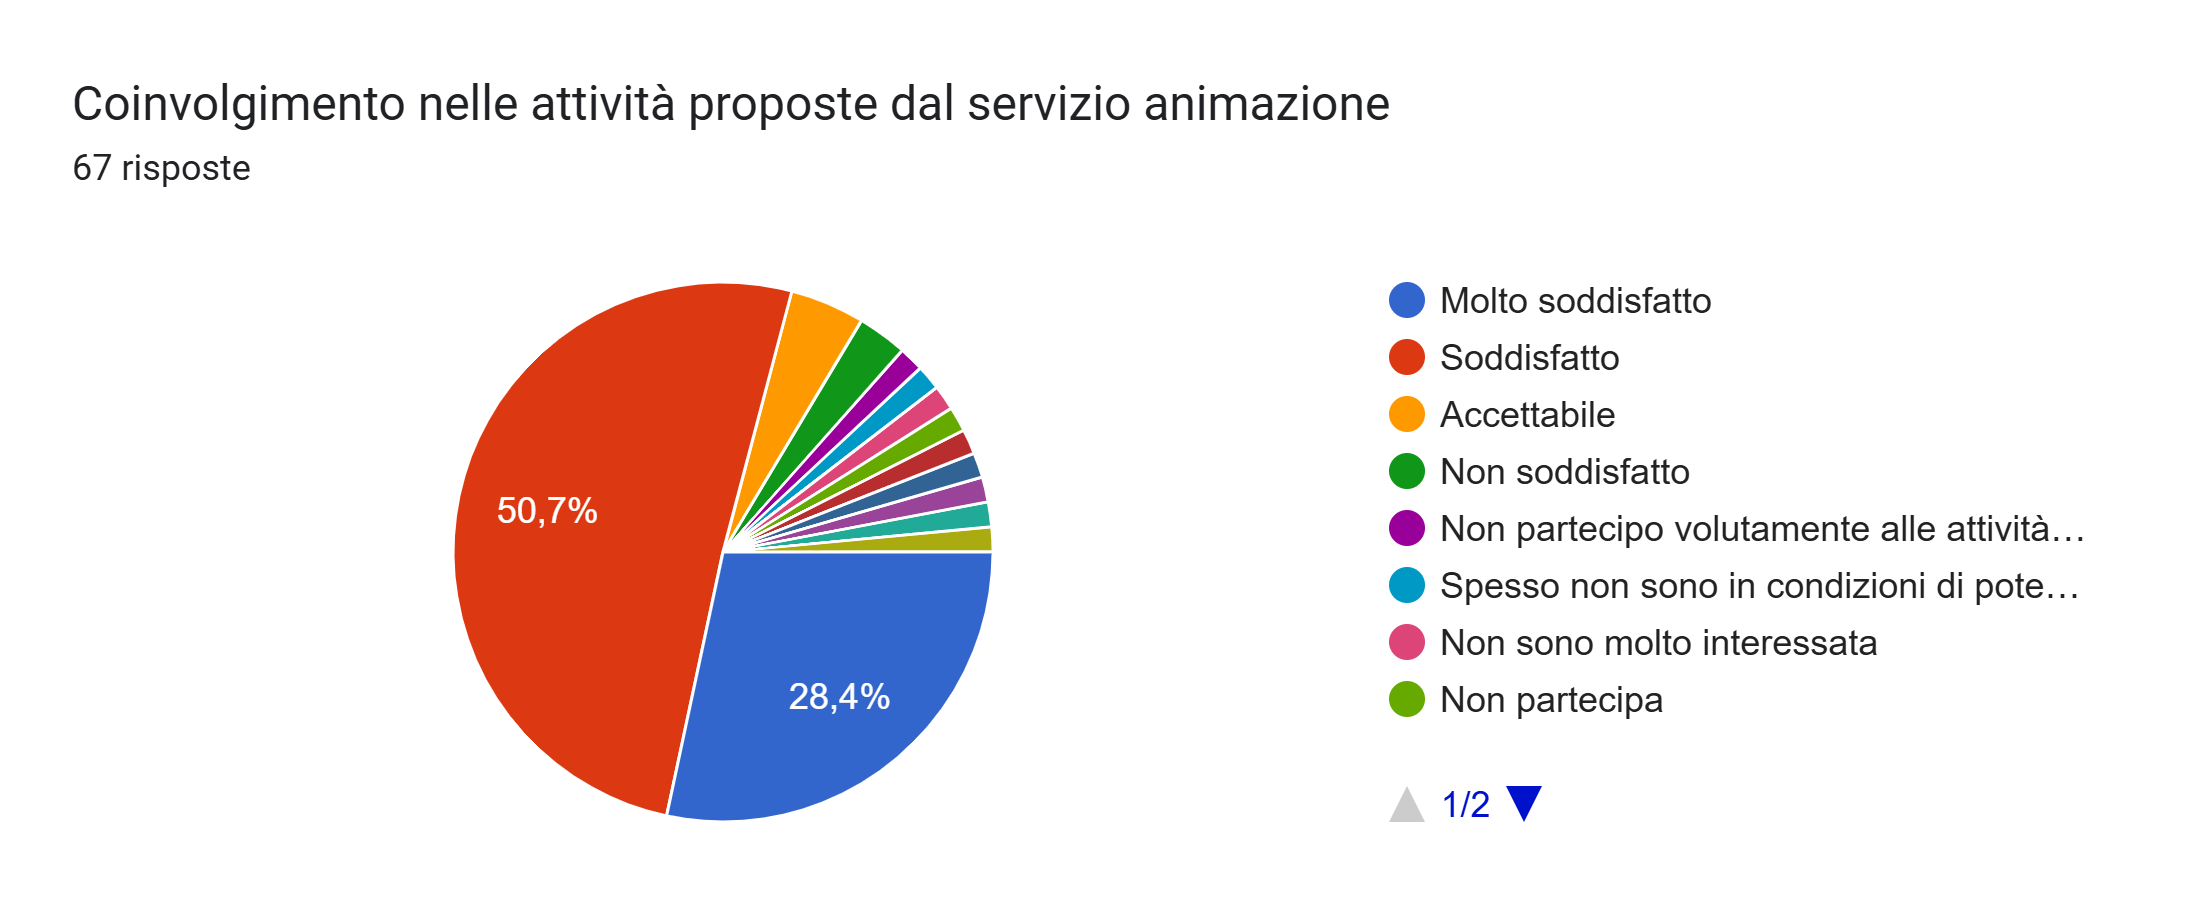 Coinvolgimento nelle attività proposte dal servizio animazione
67 risposte
50,7%
28,4%
Molto soddisfatto
Soddisfatto
Accettabile
Non soddisfatto
Non partecipo volutamente alle attività…
Spesso non sono in condizioni di pote…
Non sono molto interessata
Non partecipa
1/2